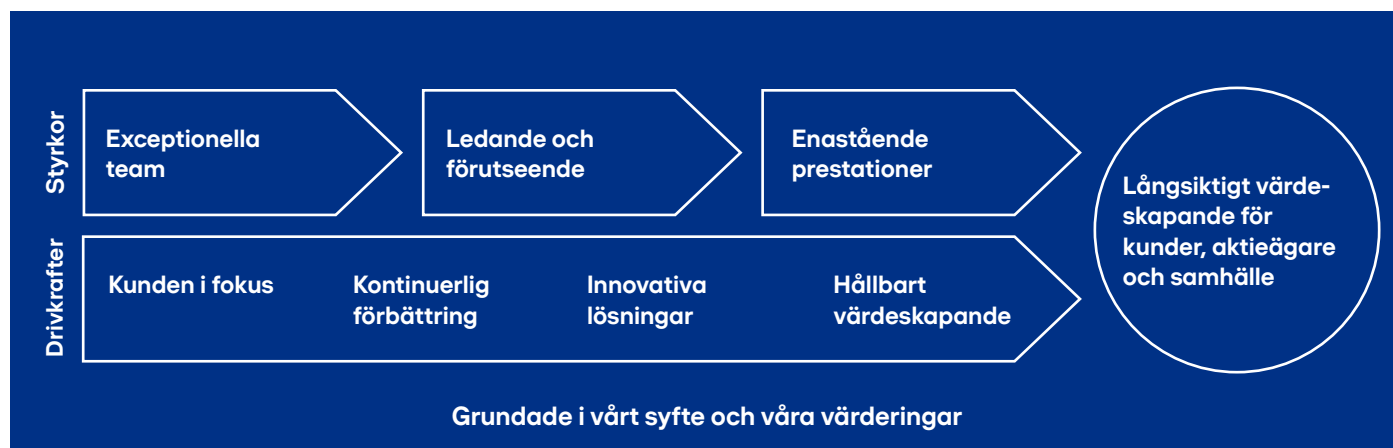 Styrkor
Exceptionella
team
Ledande och
förutseende
Enastående
prestationer
Drivkrafter
Kunden i fokus
Kontinuerlig
förbättring
Innovativa
lösningar
Hållbart
värdeskapande
Långsiktigt värde-
skapande för
kunder, aktieägare
och samhälle
Grundade i vårt syfte och våra värderingar